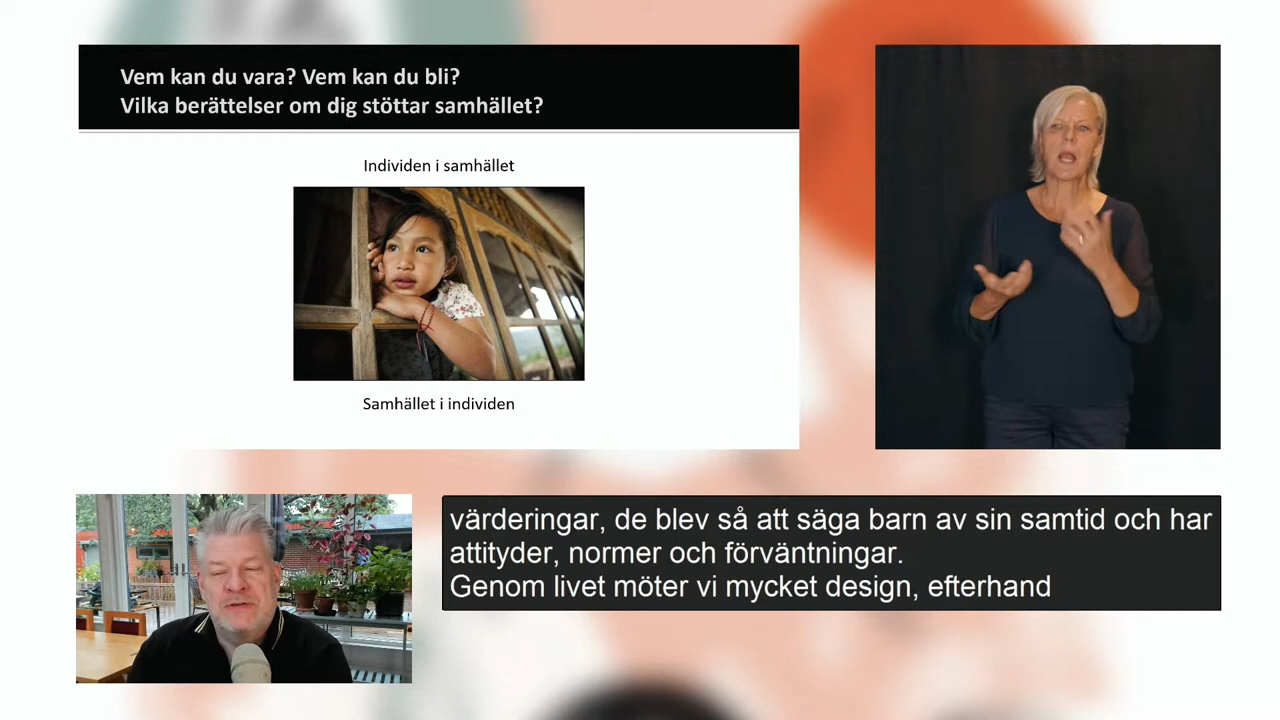 Vem kan du vara? Vem kan du bli?
Vilka berättelser om dig stöttar samhället?
Individen i samhället
Samhället i individen
värderingar, de blev så att säga barn av sin samtid och har
attityder, normer och förväntningar.
Genom livet möter vi mycket design, efterhand